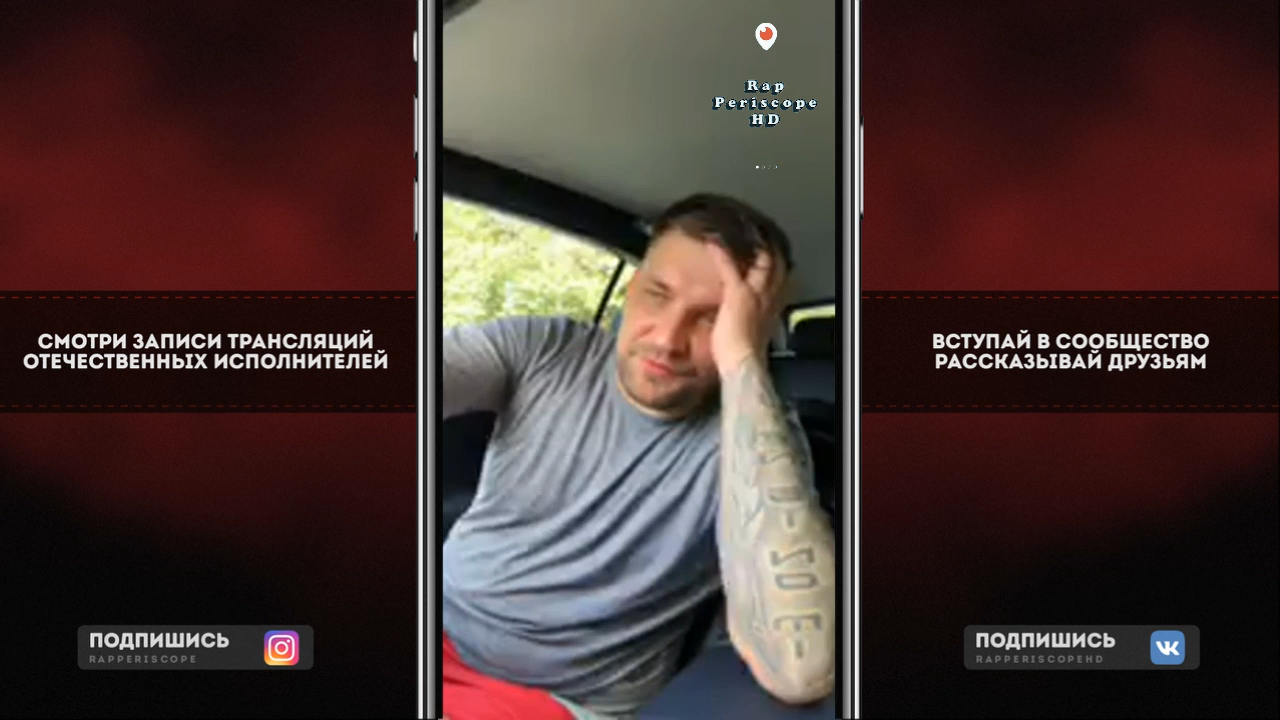 Rap
Periscope
HD
СМОТРИ ЗАПИСИ ТРАНСЛЯЦИЙ
ОТЕЧЕСТВЕННЫХ ИСПОЛНИТЕЛЕЙ
ВСТУПАЙ В СООБЩЕСТВО
РАССКАЗЫВАЙ ДРУЗЬЯМ
ПОДПИШИСЬ
RAPPERISCOPE
ПОДПИШИСЬ
RAPPERISCOPEHD